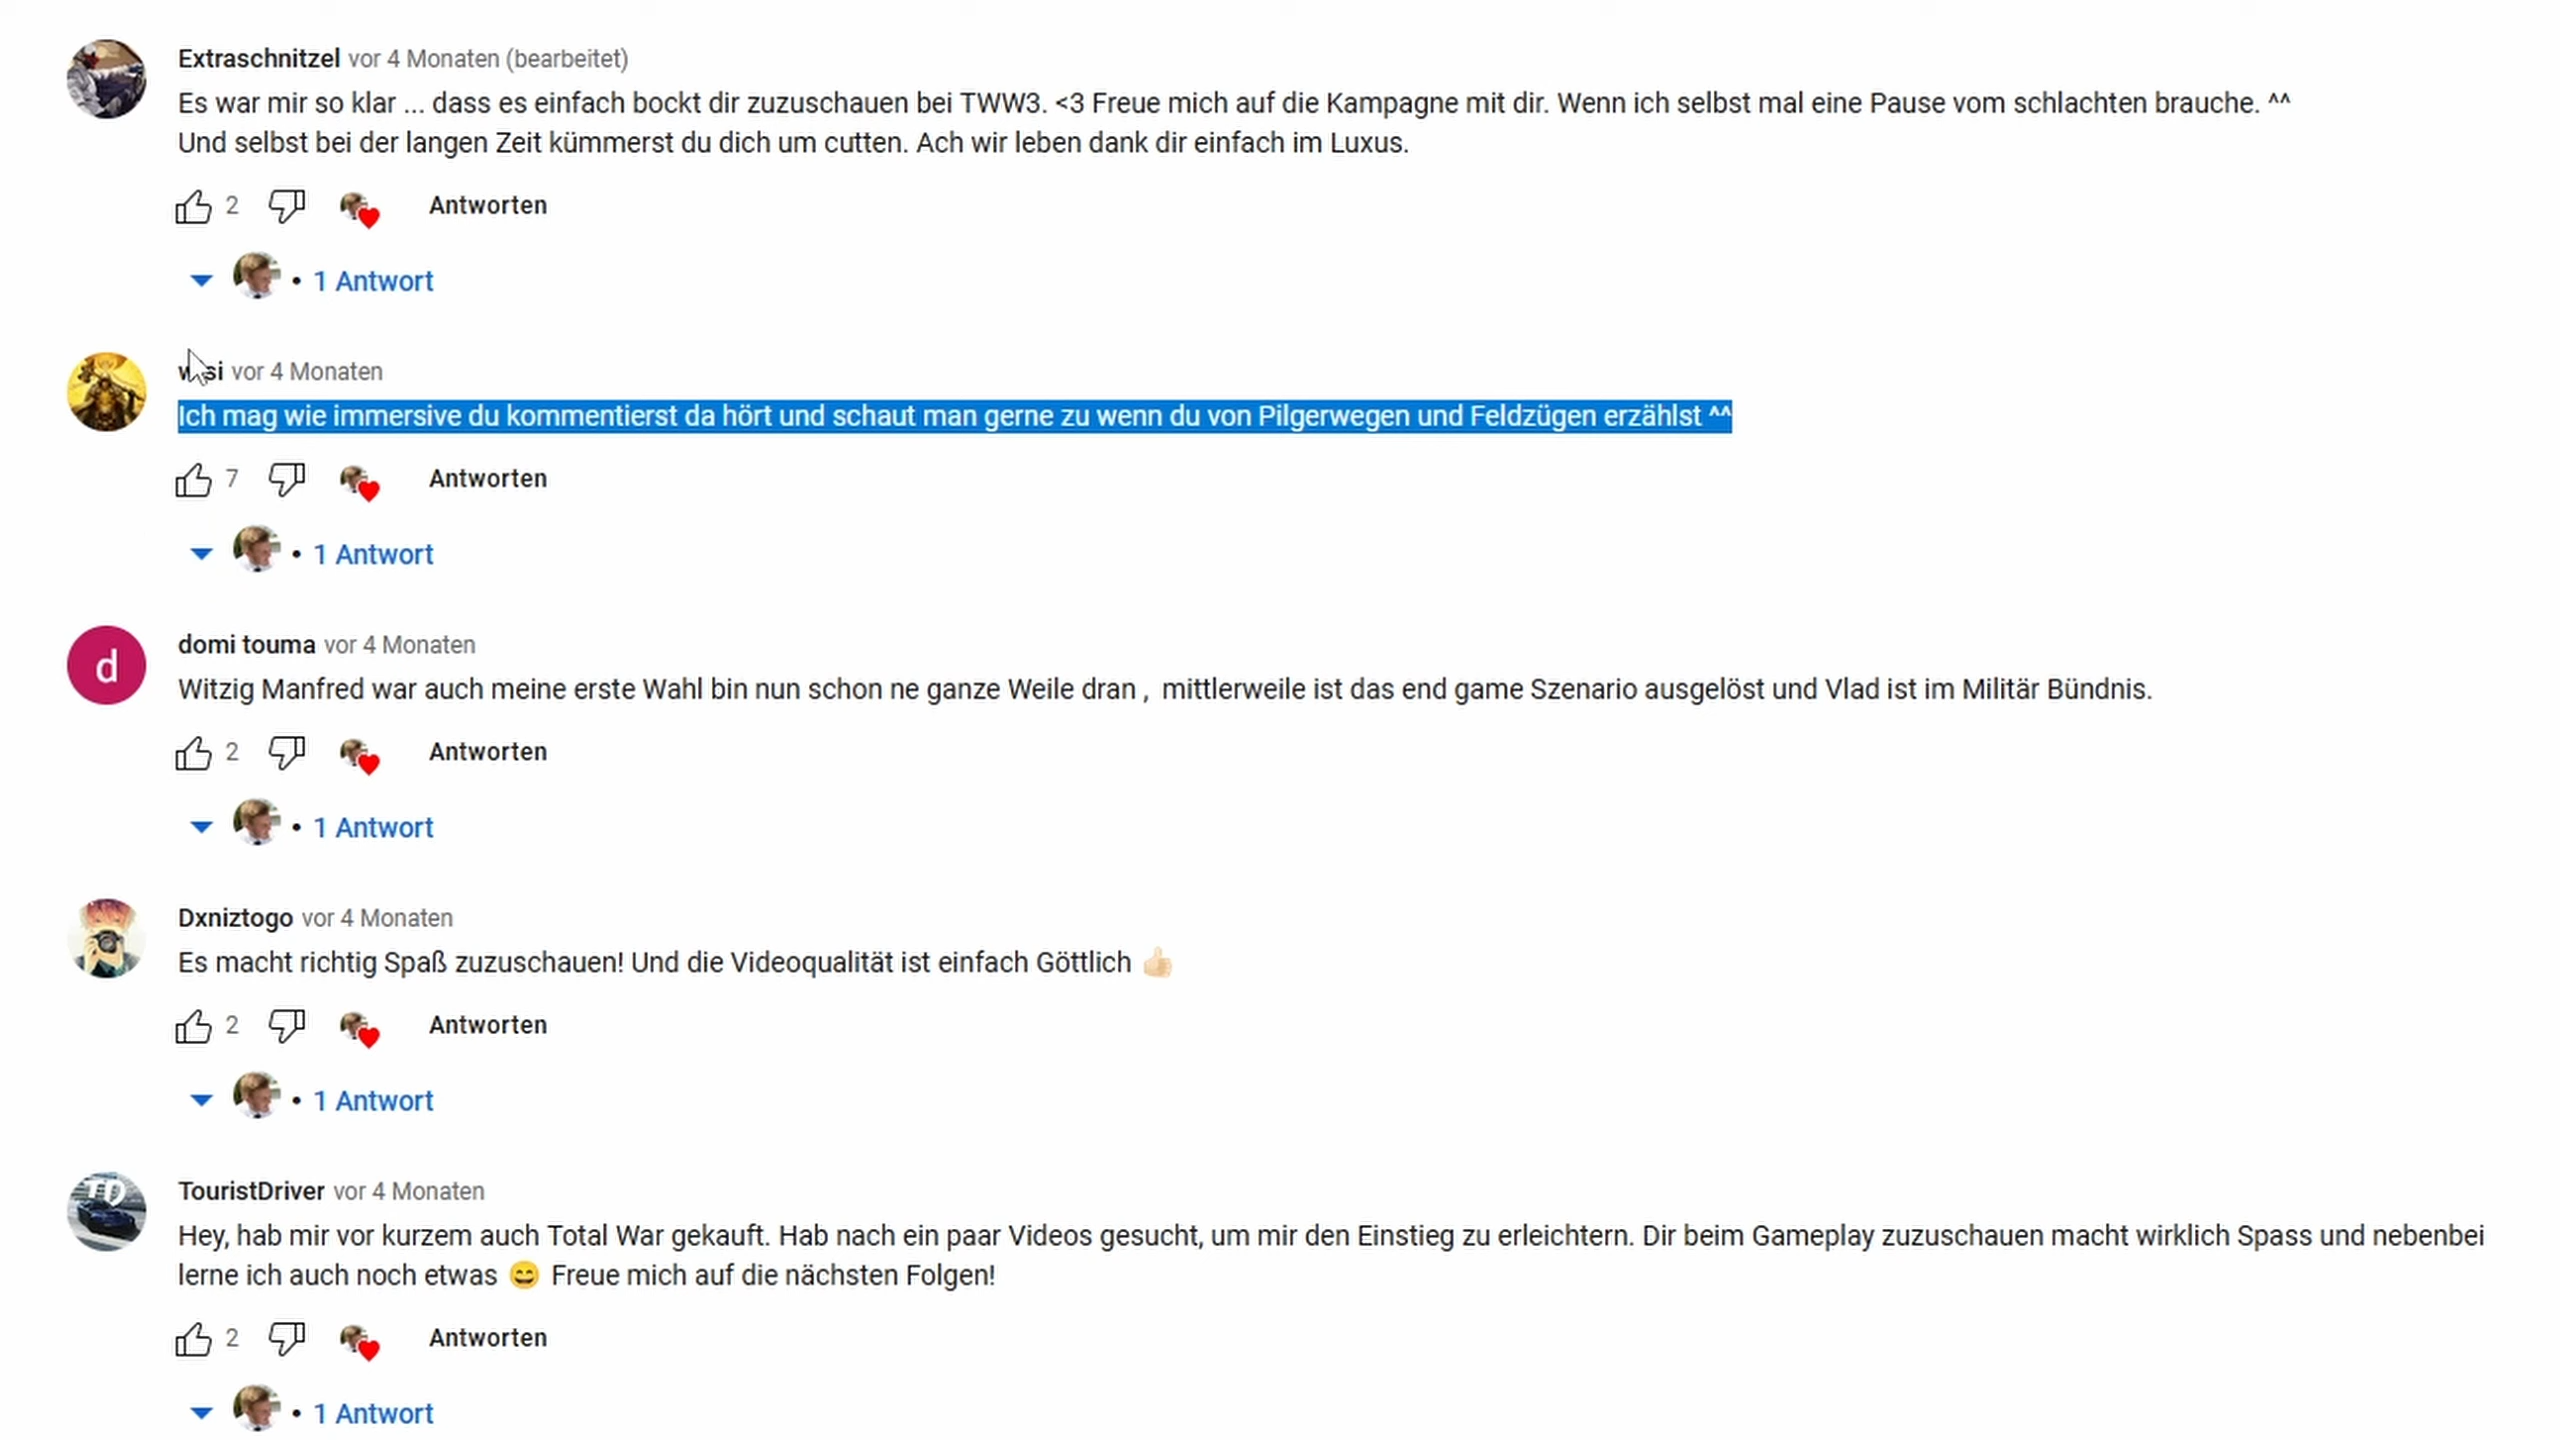 Extraschnitzel vor 4 Monaten (bearbeitet)
Es war mir so klar ... dass es einfach bockt dir zuzuschauen bei TWW3. <3 Freue mich auf die Kampagne mit dir. Wenn ich selbst mal eine Pause vom schlachten brauche. ^^
Und selbst bei der langen Zeit kümmerst du dich um cutten. Ach wir leben dank dir einfach im Luxus.
2 Antworten
• 1 Antwort
vor 4 Monaten
Ich mag wie immersive du kommentierst da hört und schaut man gerne zu wenn du von Pilgerwegen und Feldzügen erzählst ^^
7 Antworten
• 1 Antwort
d
domi touma vor 4 Monaten
Witzig Manfred war auch meine erste Wahl bin nun schon ne ganze Weile dran , mittlerweile ist das end game Szenario ausgelöst und Vlad ist im Militär Bündnis.
2 Antworten
• 1 Antwort
Dxniztogo vor 4 Monaten
Es macht richtig Spaß zuzuschauen! Und die Videoqualität ist einfach Göttlich 👍🏻
2 Antworten
• 1 Antwort
TD
TouristDriver vor 4 Monaten
Hey, hab mir vor kurzem auch Total War gekauft. Hab nach ein paar Videos gesucht, um mir den Einstieg zu erleichtern. Dir beim Gameplay zuzuschauen macht wirklich Spass und nebenbei
lerne ich auch noch etwas 😄 Freue mich auf die nächsten Folgen!
2 Antworten
• 1 Antwort